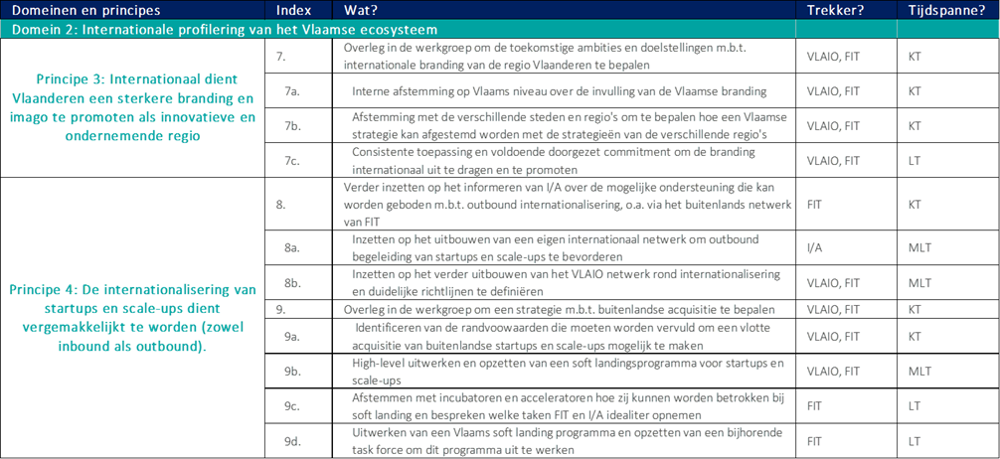 Domeinen en principes Index Wat? Trekker? Tijdspanne?
Domein 2: Internationale profilering van het Vlaamse ecosysteem
Principe 3: Internationaal dient
Vlaanderen een sterkere branding en
imago te promoten als innovatieve en
ondernemende regio
7. Overleg in de werkgroep om de toekomstige ambities en doelstellingen m.b.t.
internationale branding van de regio Vlaanderen te bepalen VLAIO, FIT KT
7a. Interne afstemming op Vlaams niveau over de invulling van de Vlaamse branding VLAIO, FIT KT
7b. Afstemming met de verschillende steden en regio's om te bepalen hoe een Vlaamse
strategie kan afgestemd worden met de strategieën van de verschillende regio's VLAIO, FIT KT
7c. Consistente toepassing en voldoende doorgezet commitment om de branding
internationaal uit te dragen en te promoten VLAIO, FIT LT
Principe 4: De internationalisering van
startups en scale-ups dient
vergemakkelijkt te worden (zowel
inbound als outbound).
8. Verder inzetten op het informeren van I/A over de mogelijke ondersteuning die kan
worden geboden m.b.t. outbound internationalisering, o.a. via het buitenlands netwerk
van FIT FIT KT
8a. Inzetten op het uitbouwen van een eigen internationaal netwerk om outbound
begeleiding van startups en scale-ups te bevorderen I/A MLT
8b. Inzetten op het verder uitbouwen van het VLAIO netwerk rond internationalisering
en duidelijke richtlijnen te definiëren VLAIO, FIT MLT
9. Overleg in de werkgroep om een strategie m.b.t. buitenlandse acquisitie te bepalen VLAIO, FIT KT
9a. Identificeren van de randvoowaarden die moeten worden vervuld om een vlotte
acquisitie van buitenlandse startups en scale-ups mogelijk te maken VLAIO, FIT KT
9b. High-level uitwerken en opzetten van een soft landingsprogramma voor startups en
scale-ups VLAIO, FIT MLT
9c. Afstemmen met incubatoren en acceleratoren hoe zij kunnen worden betrokken bij
soft landing en bespreken welke taken FIT en I/A idealiter opnemen FIT LT
9d. Uitwerken van een Vlaams soft landing programma en opzetten van een bijhorende
task force om dit programma uit te werken FIT LT